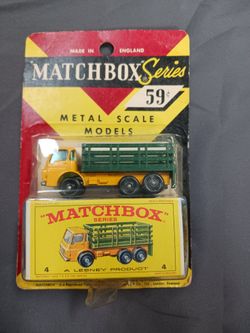 MADE IN ENGLAND
MATCHBOX Series
59¢
METAL SCALE
MODELS
"MATCHBOX"
SERIES
4 4
A LESNEY PRODUCT